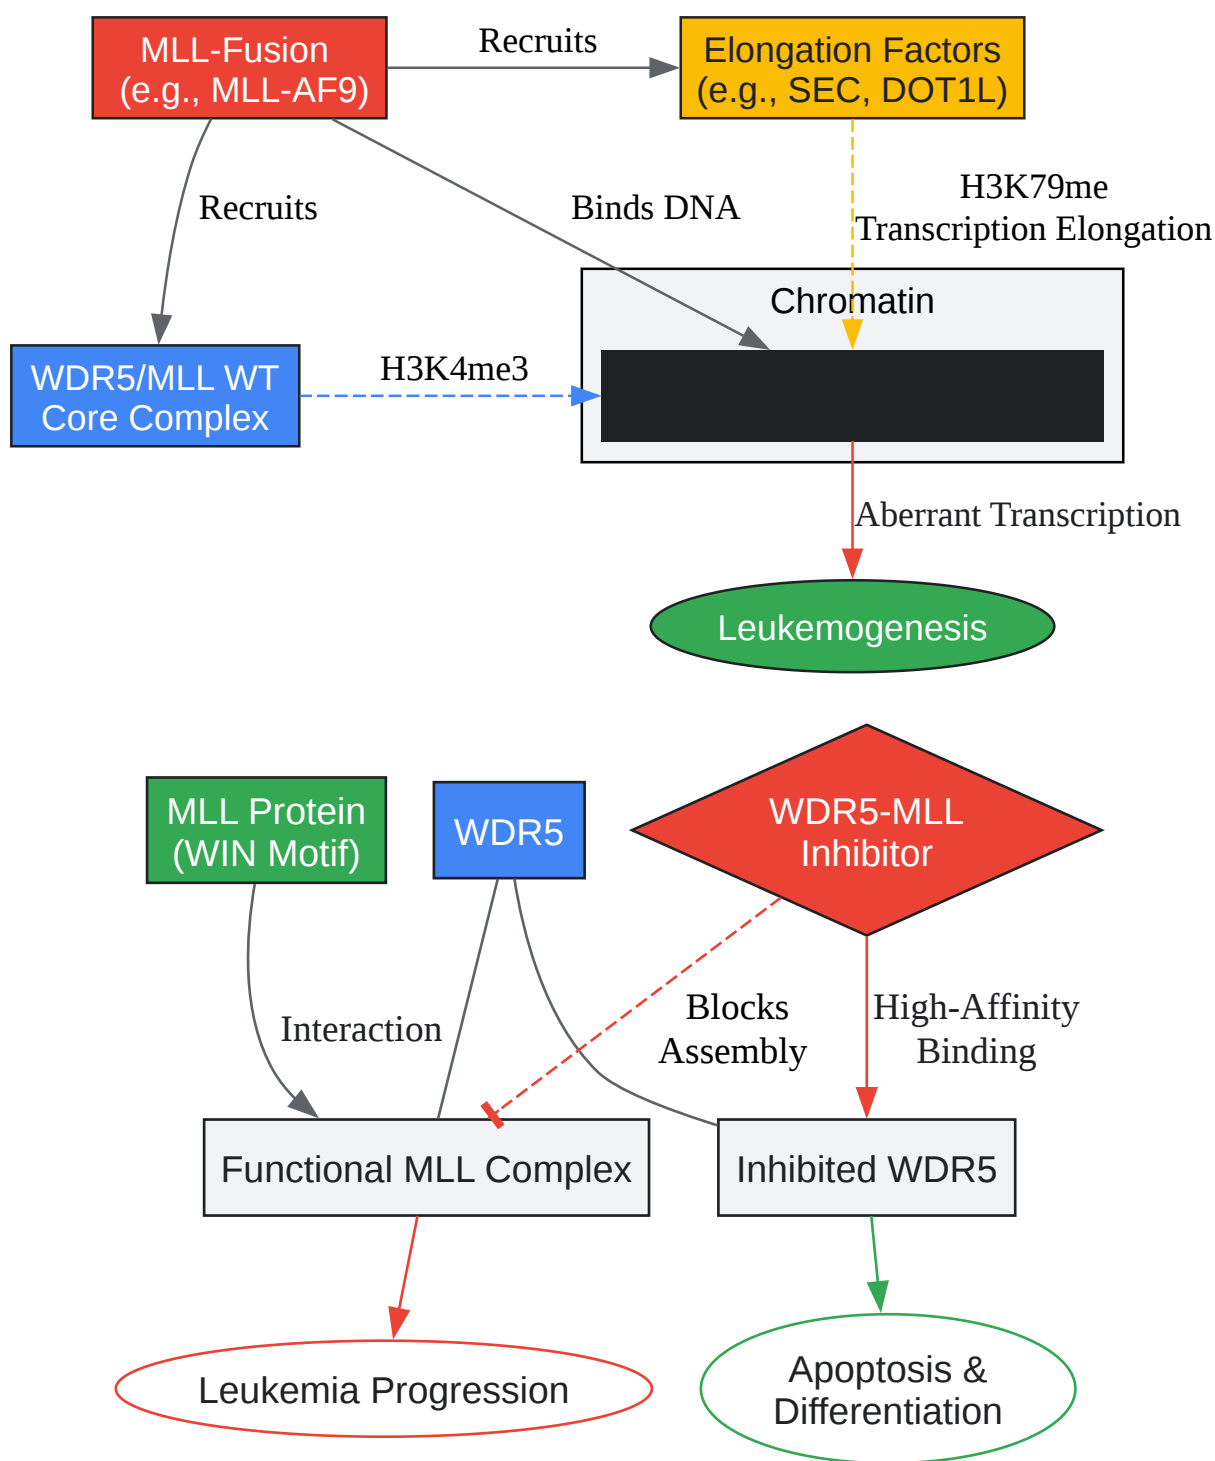 MLL-Fusion
(e.g., MLL-AF9)
Recruits
Elongation Factors
(e.g., SEC, DOT1L)
Recruits
Binds DNA
H3K79me
Transcription Elongation
Chromatin
WDR5/MLL WT
Core Complex
H3K4me3
Aberrant Transcription
Leukemogenesis
MLL Protein
(WIN Motif)
WDR5
WDR5-MLL
Inhibitor
Interaction
Blocks
Assembly
High-Affinity
Binding
Functional MLL Complex
Inhibited WDR5
Leukemia Progression
Apoptosis &
Differentiation